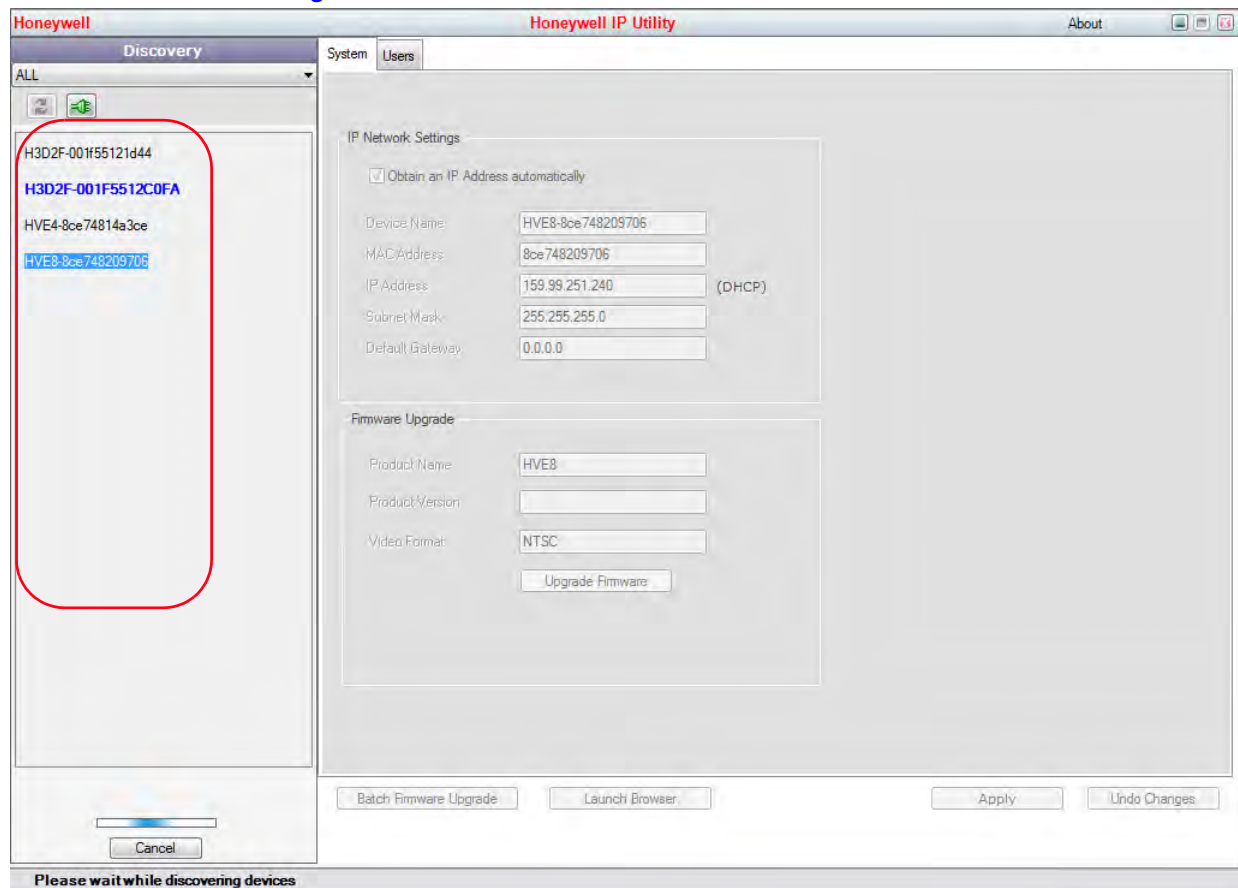 Honeywell Honeywell IP Utility About
Discovery
System Users
ALL
IP Network Settings
H3D2F-001f55121d44
Obtain an IP Address automatically
H3D2F-001F5512C0FA
Device Name HVE8-8ce748209706
HVE4-8ce74814a3ce
MAC Address 8ce748209706
HVE8-8ce748209706
IP Address 159.99.251.240 (DHCP)
Subnet Mask 255.255.255.0
Default Gateway 0.0.0.0
Firmware Upgrade
Product Name HVE8
Product Version
Video Format NTSC
Upgrade Firmware
Batch Firmware Upgrade Launch Browser Apply Undo Changes
Cancel
Please wait while discovering devices